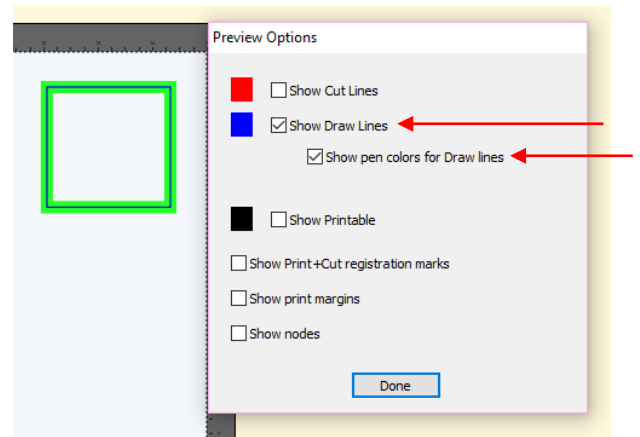 Preview Options
Show Cut Lines
Show Draw Lines
Show pen colors for Draw lines
Show Printable
Show Print+Cut registration marks
Show print margins
Show nodes
Done